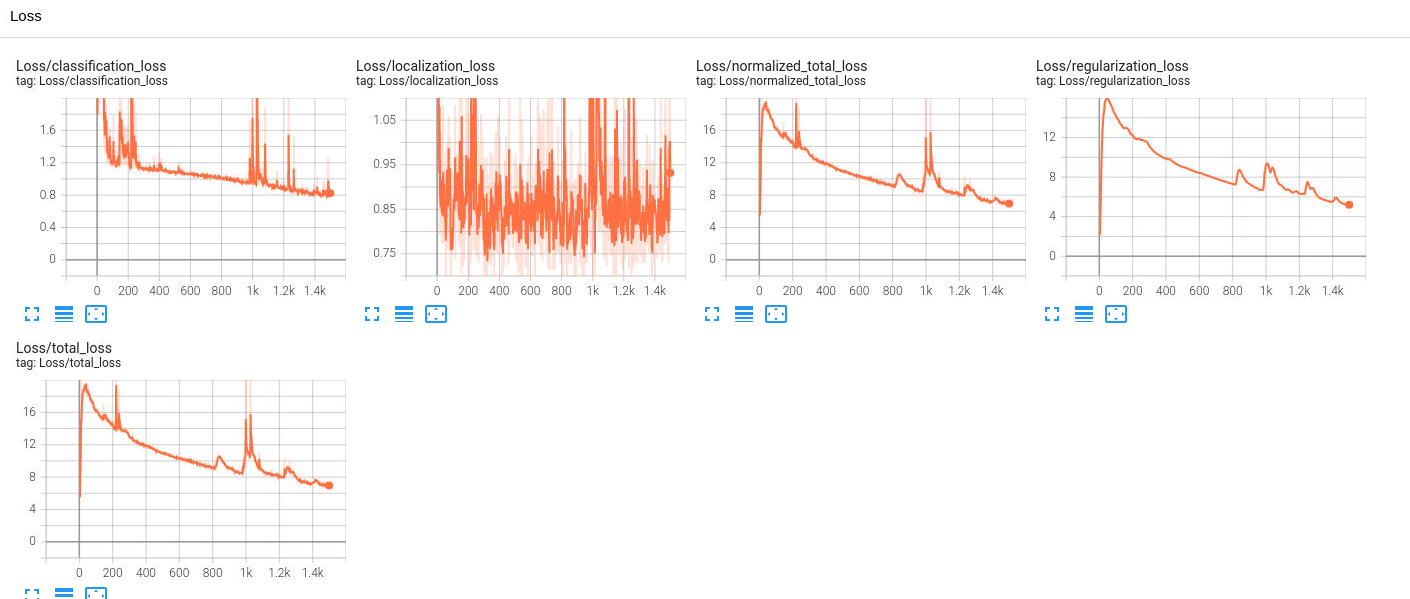 Loss
Loss/classification_loss
tag: Loss/classification_loss
1.6
1.2
0.8
0.4
0
0 200 400 600 800 1k 1.2k 1.4k
Loss/localization_loss
tag: Loss/localization_loss
1.05
0.95
0.85
0.75
0 200 400 600 800 1k 1.2k 1.4k
Loss/normalized_total_loss
tag: Loss/normalized_total_loss
16
12
8
4
0
0 200 400 600 800 1k 1.2k 1.4k
Loss/regularization_loss
tag: Loss/regularization_loss
12
8
4
0
0 200 400 600 800 1k 1.2k 1.4k
Loss/total_loss
tag: Loss/total_loss
16
12
8
4
0
0 200 400 600 800 1k 1.2k 1.4k